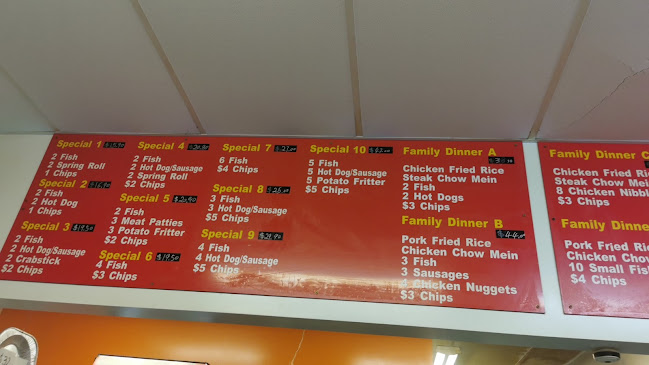 Special 1
2 Fish
2 Spring Roll
1 Chips
Special 2
2 Fish
2 Hot Dog
1 Chips
Special 3 $19.50
2 Fish
2 Hot Dog/Sausage
2 Crabstick
$2 Chips
Special 4
2 Fish
2 Hot Dog/Sausage
2 Spring Roll
$2 Chips
Special 5
2 Fish
3 Meat Patties
3 Potato Fritter
$2 Chips
Special 6 $19.50
4 Fish
$3 Chips
Special 7
6 Fish
$4 Chips
Special 8
3 Fish
3 Hot Dog/Sausage
$5 Chips
Special 9
4 Fish
4 Hot Dog/Sausage
$5 Chips
Special 10
5 Fish
5 Hot Dog/Sausage
5 Potato Fritter
$5 Chips
Family Dinner A
Chicken Fried Rice
Steak Chow Mein
2 Fish
2 Hot Dogs
$3 Chips
Family Dinner B
Pork Fried Rice
Chicken Chow Mein
3 Fish
3 Sausages
Chicken Nuggets
$3 Chips
Family Dinner C
Chicken Fried Ri
Steak Chow Mei
8 Chicken Nibbl
$3 Chips
Family Dinner
Pork Fried Ric
Chicken Chov
10 Small Fis
$4 Chips